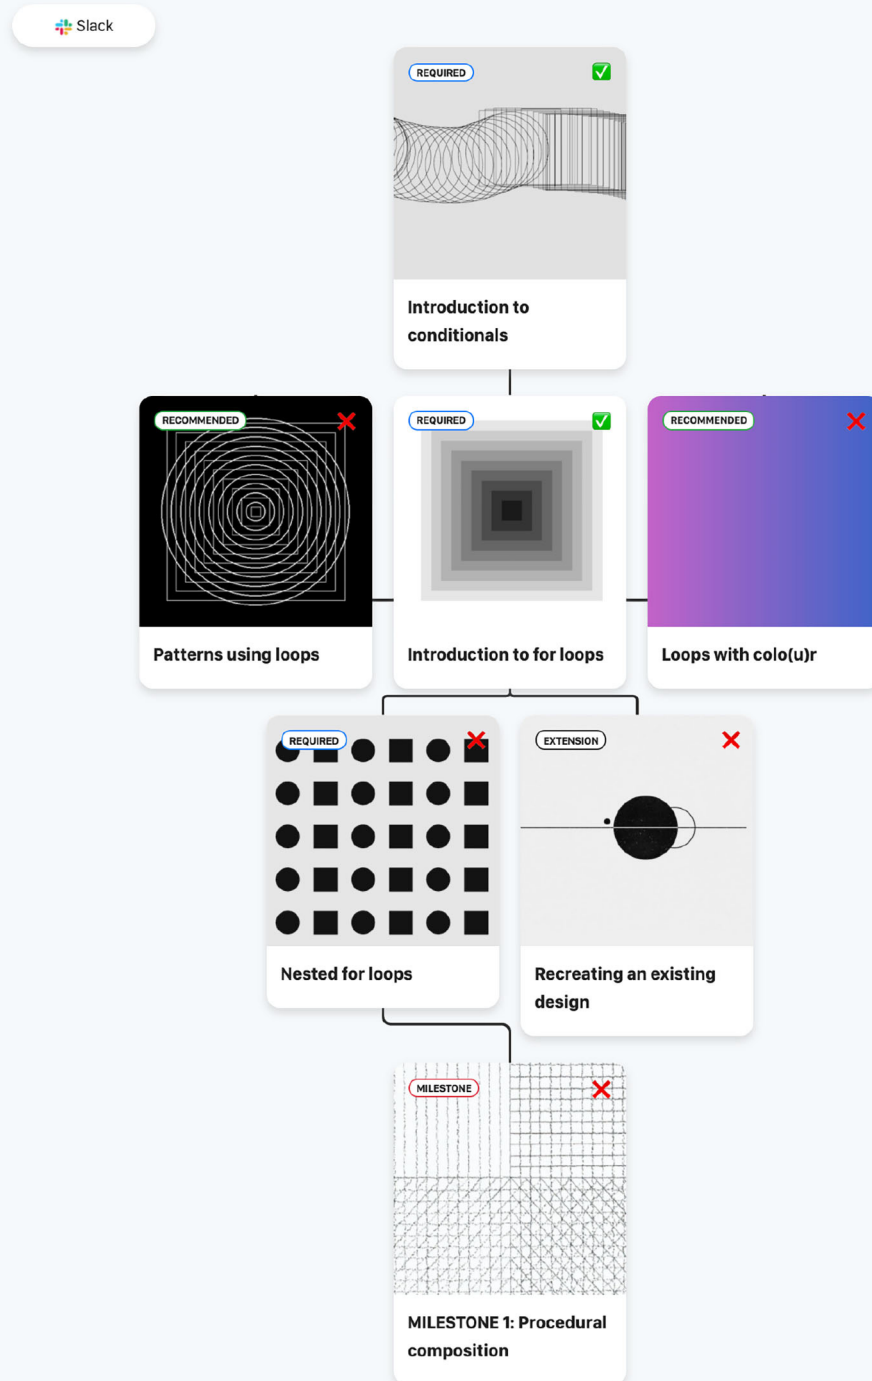 Slack
REQUIRED
Introduction to
conditionals
RECOMMENDED
Patterns using loops
REQUIRED
Introduction to for loops
RECOMMENDED
Loops with colo(u)r
REQUIRED
Nested for loops
EXTENSION
Recreating an existing
design
MILESTONE
MILESTONE 1: Procedural
composition